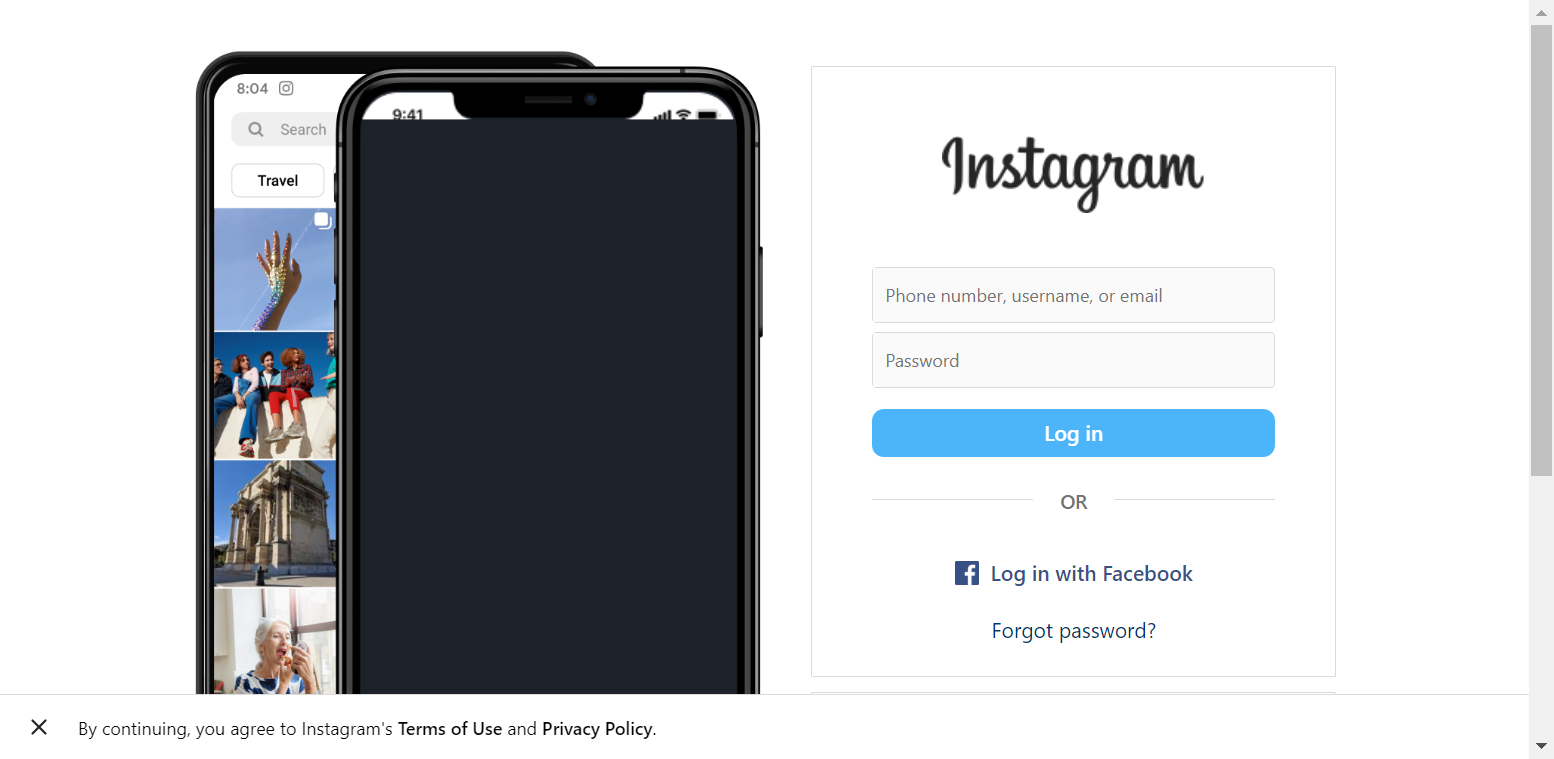 8:04
Search
Travel
9:41
Instagram
Phone number, username, or email
Password
Log in
OR
Log in with Facebook
Forgot password?
By continuing, you agree to Instagram's Terms of Use and Privacy Policy.